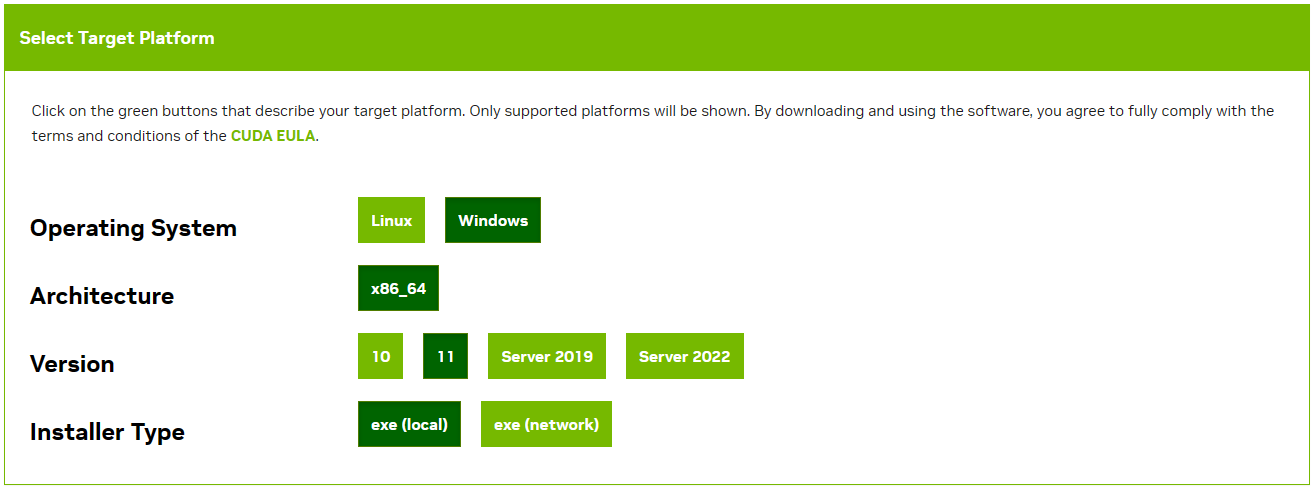 Select Target Platform
Click on the green buttons that describe your target platform. Only supported platforms will be shown. By downloading and using the software, you agree to fully comply with the
terms and conditions of the CUDA EULA.
Operating System Linux Windows
Architecture x86_64
Version 10 11 Server 2019 Server 2022
Installer Type exe (local) exe (network)